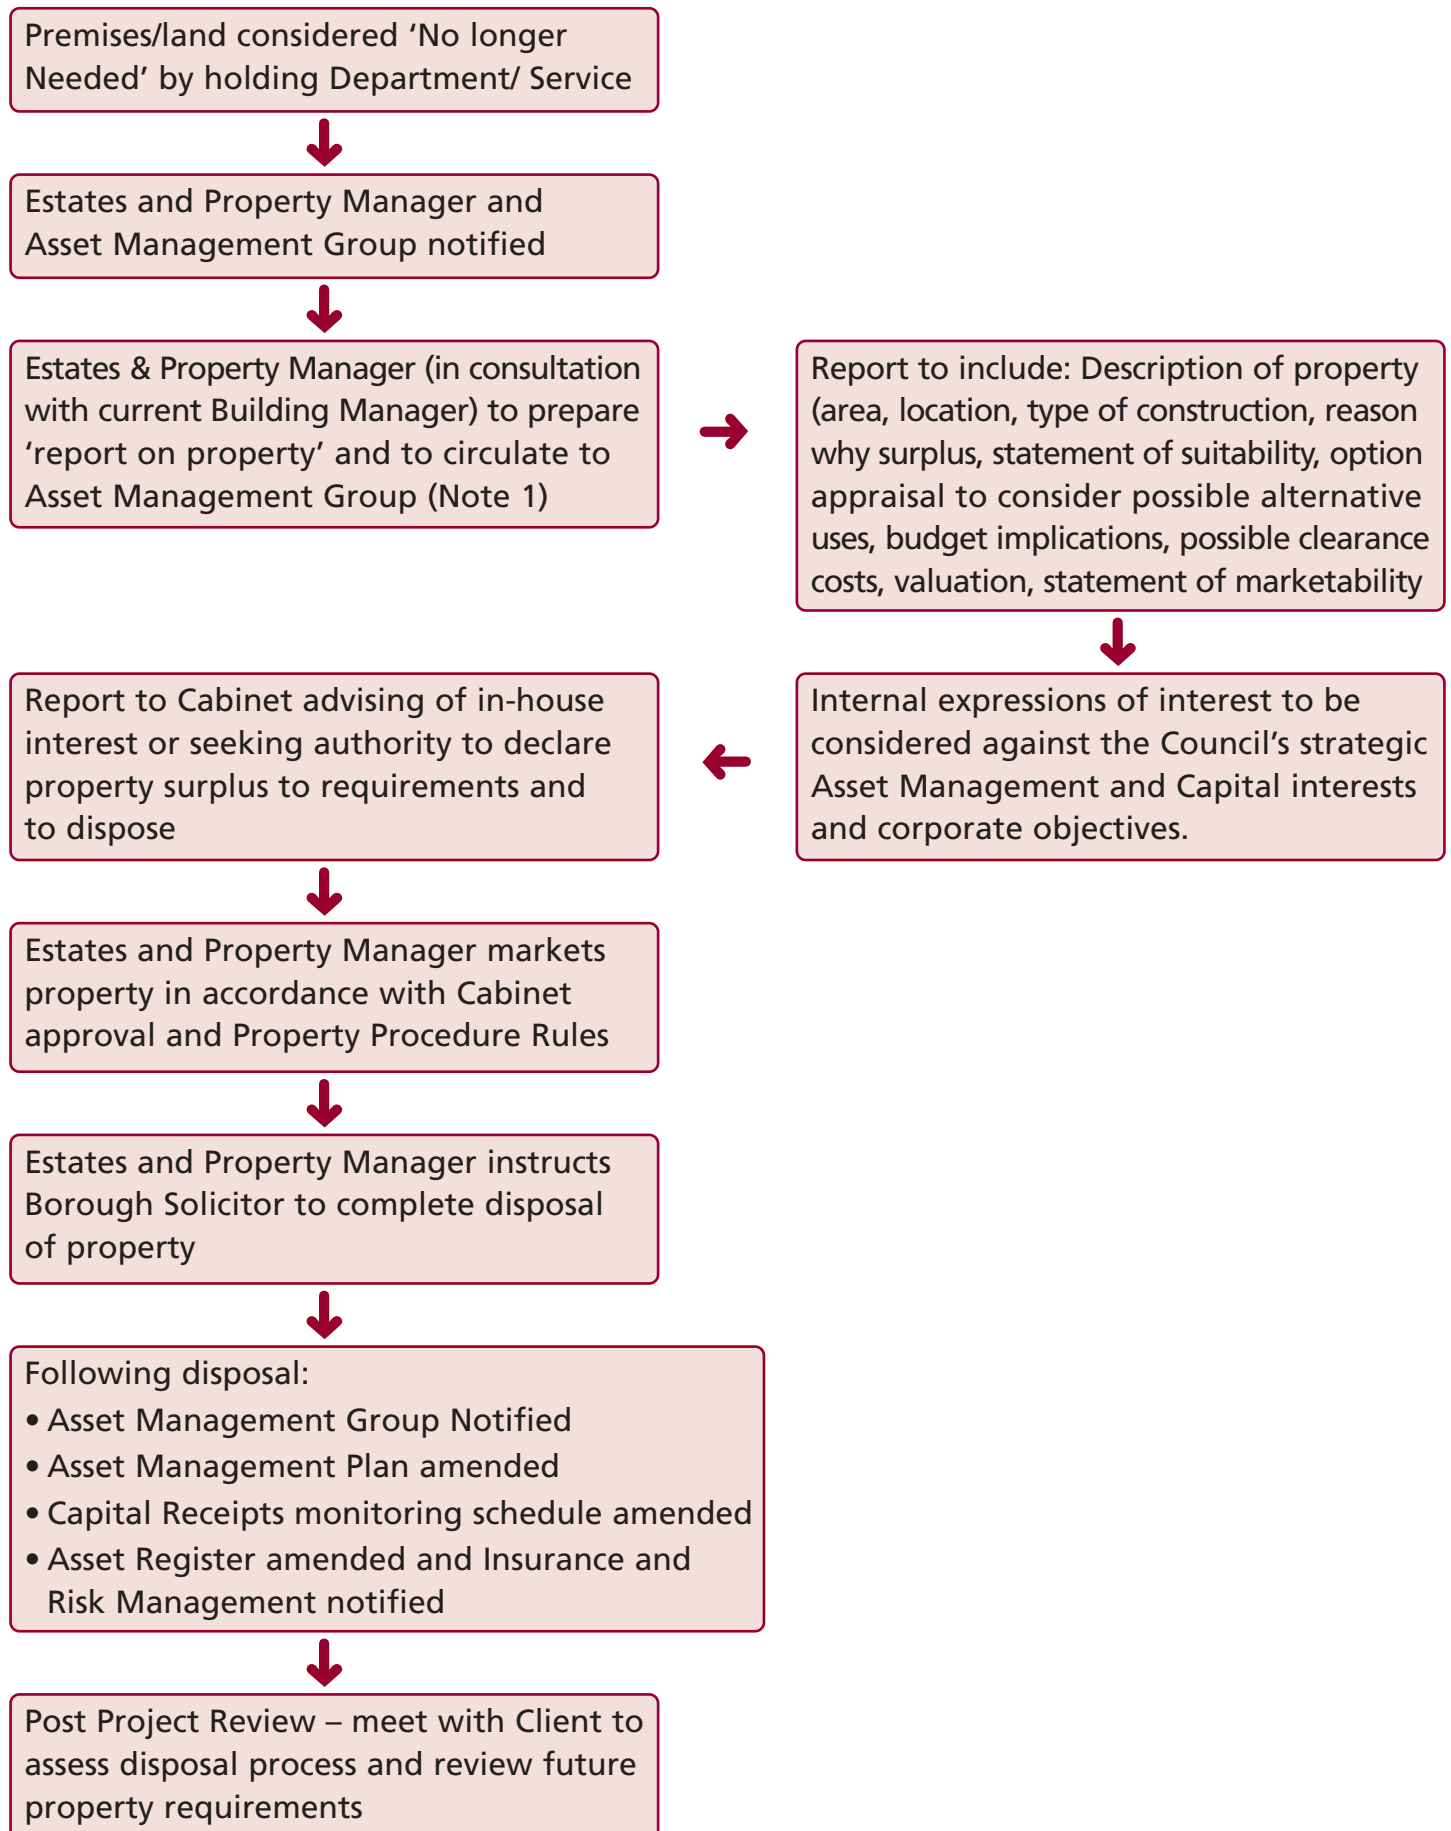 Premises/land considered ‘No longer
Needed’ by holding Department/ Service
Estates and Property Manager and
Asset Management Group notified
Estates & Property Manager (in consultation
with current Building Manager) to prepare
‘report on property’ and to circulate to
Asset Management Group (Note 1)
Report to include: Description of property
(area, location, type of construction, reason
why surplus, statement of suitability, option
appraisal to consider possible alternative
uses, budget implications, possible clearance
costs, valuation, statement of marketability
Internal expressions of interest to be
considered against the Council’s strategic
Asset Management and Capital interests
and corporate objectives.
Report to Cabinet advising of in-house
interest or seeking authority to declare
property surplus to requirements and
to dispose
Estates and Property Manager markets
property in accordance with Cabinet
approval and Property Procedure Rules
Estates and Property Manager instructs
Borough Solicitor to complete disposal
of property
Following disposal:
• Asset Management Group Notified
• Asset Management Plan amended
• Capital Receipts monitoring schedule amended
• Asset Register amended and Insurance and
Risk Management notified
Post Project Review – meet with Client to
assess disposal process and review future
property requirements